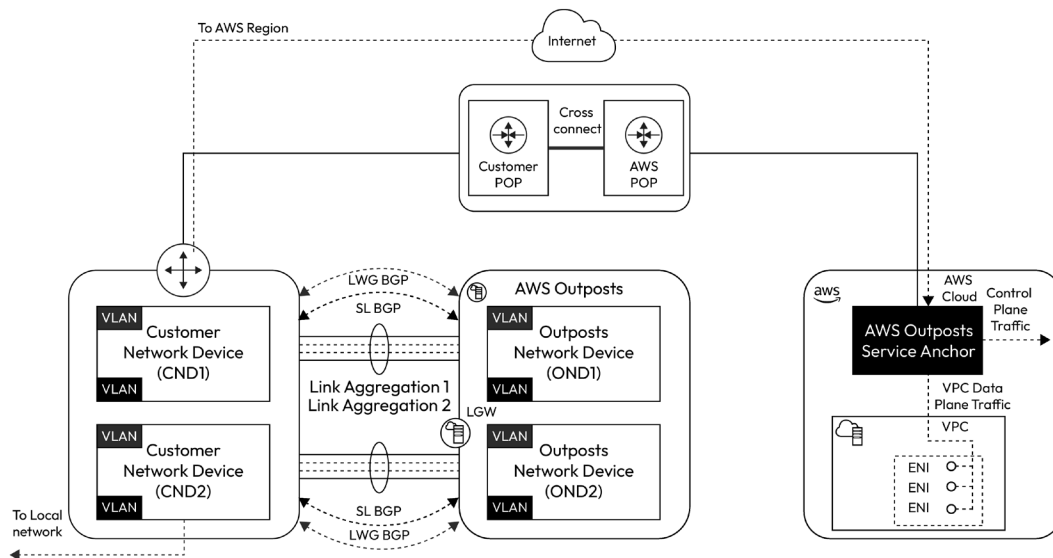 To AWS Region
Internet
Cross
connect
Customer
POP
AWS
POP
LWG BGP
SL BGP
AWS Outposts
VLAN
Customer
Network Device
(CND1)
VLAN
VLAN
Outposts
Network Device
(OND1)
VLAN
Link Aggregation 1
Link Aggregation 2
LGW
VLAN
Customer
Network Device
(CND2)
VLAN
VLAN
Outposts
Network Device
(OND2)
VLAN
SL BGP
LWG BGP
To Local
network
aws
AWS
Cloud
Control
Plane
Traffic
AWS Outposts
Service Anchor
VPC Data
Plane Traffic
VPC
ENI
ENI
ENI